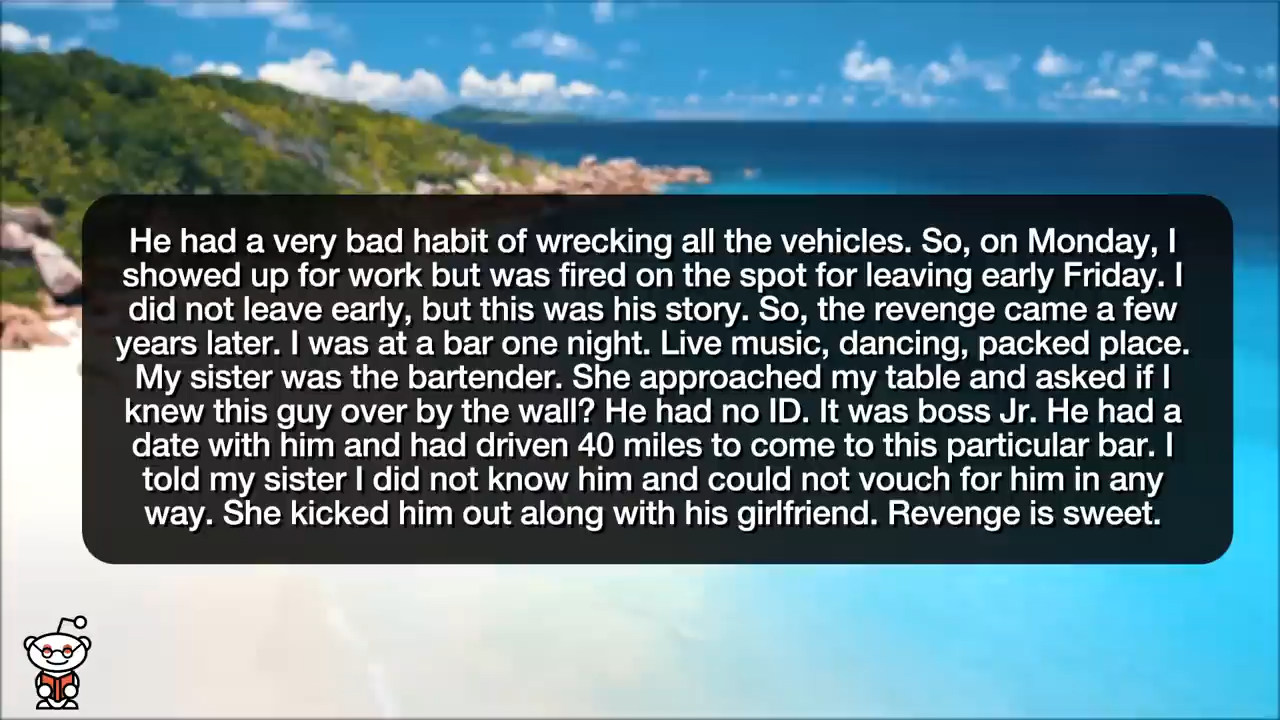 He had a very bad habit of wrecking all the vehicles. So, on Monday, I
showed up for work but was fired on the spot for leaving early Friday. I
did not leave early, but this was his story. So, the revenge came a few
years later. I was at a bar one night. Live music, dancing, packed place.
My sister was the bartender. She approached my table and asked if I
knew this guy over by the wall? He had no ID. It was boss Jr. He had a
date with him and had driven 40 miles to come to this particular bar. I
told my sister I did not know him and could not vouch for him in any
way. She kicked him out along with his girlfriend. Revenge is sweet.